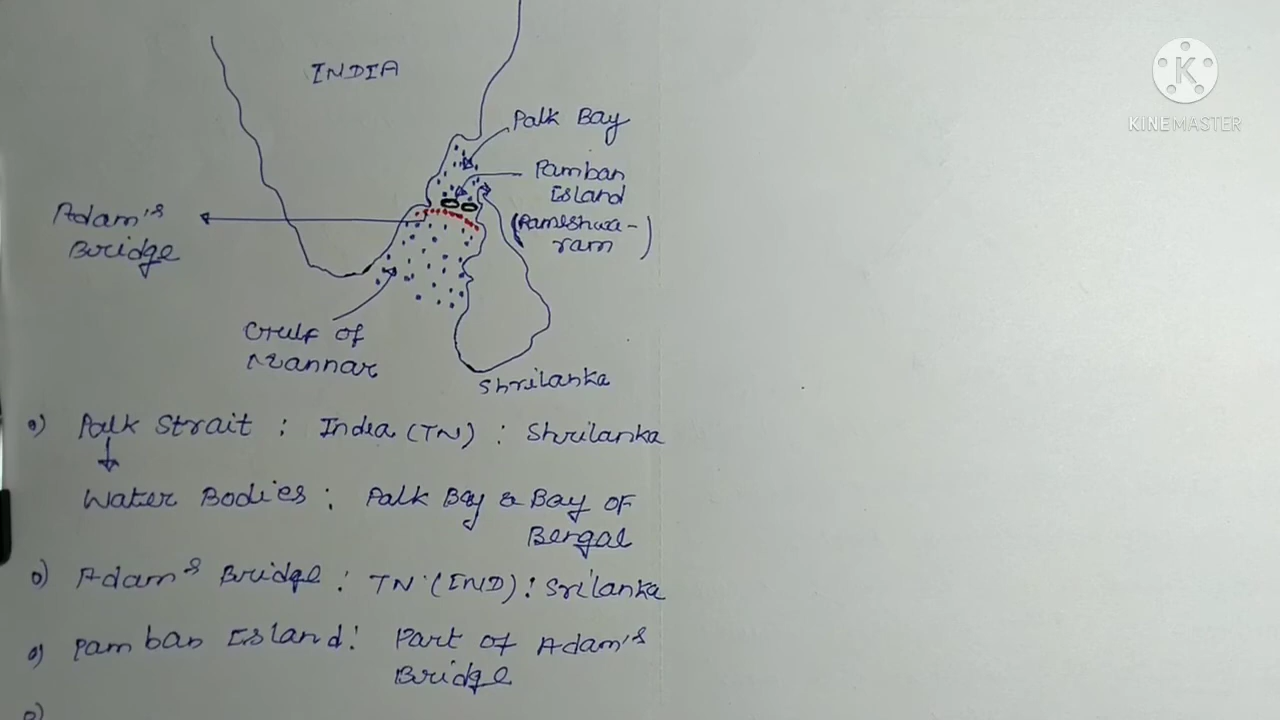 INDIA
Palk Bay
Pamban
Island
(Rameshwa-
ram)
Adam's
Bridge
Gulf of
Mannar
Shrilanka
o) Palk Strait : India (TN) : Shrilanka
Water Bodies : Palk Bay & Bay of
Bengal
o) Adam's Bridge : TN (IND) : Srilanka
o) Pamban Island : Part of Adam's
Bridge
o)
K
KINEMASTER